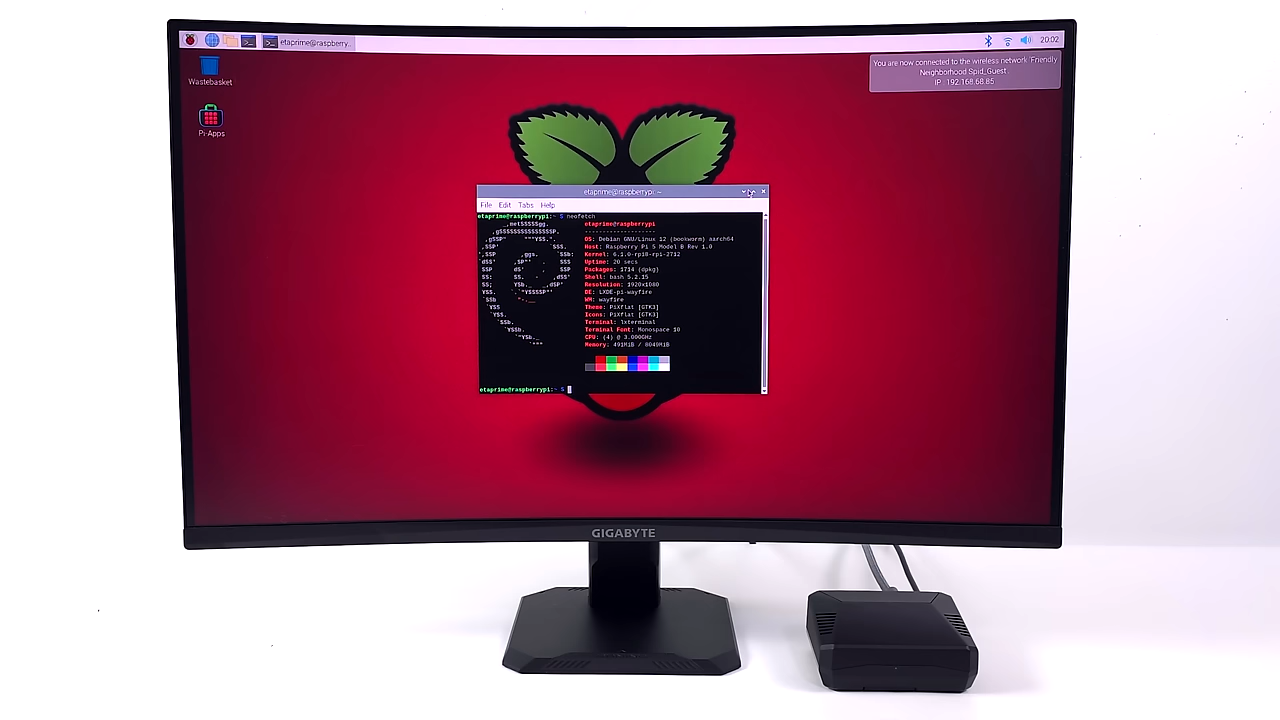 etaprime@raspberry..
20:02
You are now connected to the wireless network 'Friendly
Neighborhood Spid_Guest'.
IP : 192.168.68.85
Wastebasket
Pi-Apps
etaprime@raspberrypi: ~
File Edit Tabs Help
etaprime@raspberrypi:~ $ neofetch
etaprime@raspberrypi
--------------------
OS: Debian GNU/Linux 12 (bookworm) aarch64
Host: Raspberry Pi 5 Model B Rev 1.0
Kernel: 6.1.0-rpi8-rpi-2712
Uptime: 20 secs
Packages: 1734 (dpkg)
Shell: bash 5.2.15
Resolution: 1920x1080
DE: LXDE-pi-wayfire
WM: wayfire
Theme: PiXflat [GTK3]
Icons: PiXflat [GTK3]
Terminal: lxterminal
Terminal Font: Monospace 10
CPU: (4) @ 3.000GHz
Memory: 491MiB / 8049MiB
etaprime@raspberrypi:~ $
GIGABYTE